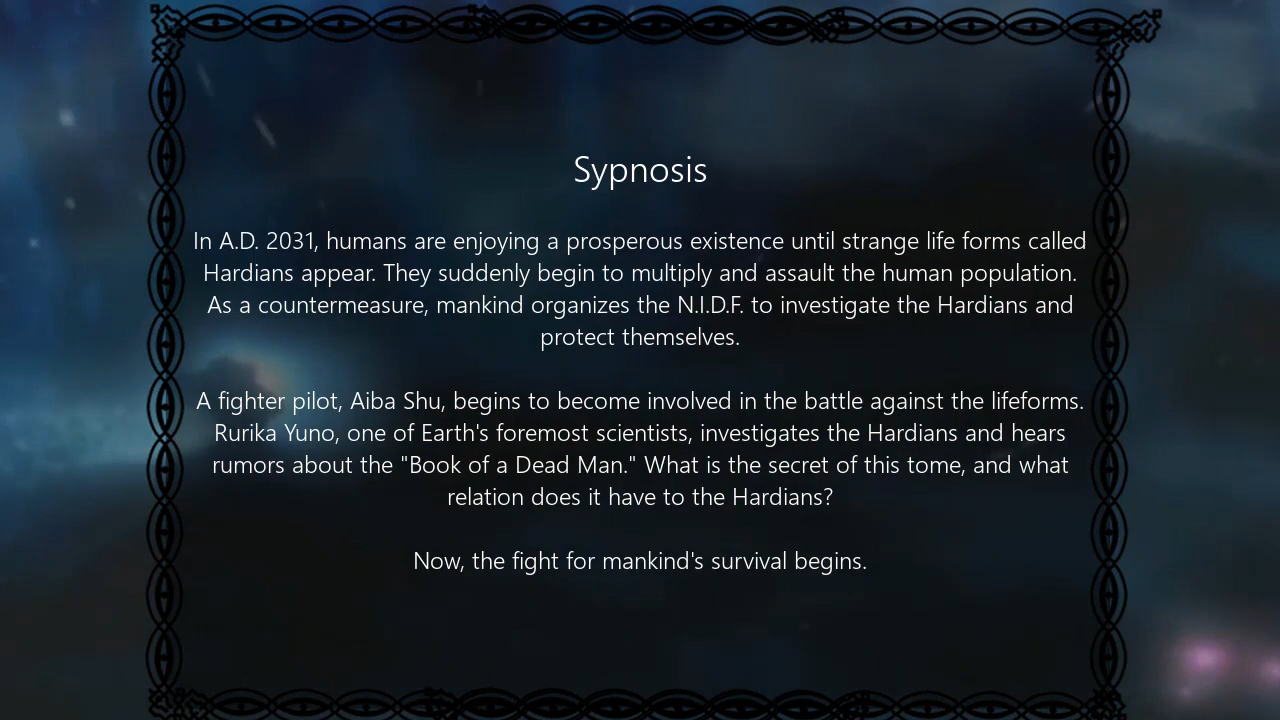 Sypnosis
In A.D. 2031, humans are enjoying a prosperous existence until strange life forms called
Hardians appear. They suddenly begin to multiply and assault the human population.
As a countermeasure, mankind organizes the N.I.D.F. to investigate the Hardians and
protect themselves.
A fighter pilot, Aiba Shu, begins to become involved in the battle against the lifeforms.
Rurika Yuno, one of Earth's foremost scientists, investigates the Hardians and hears
rumors about the "Book of a Dead Man." What is the secret of this tome, and what
relation does it have to the Hardians?
Now, the fight for mankind's survival begins.